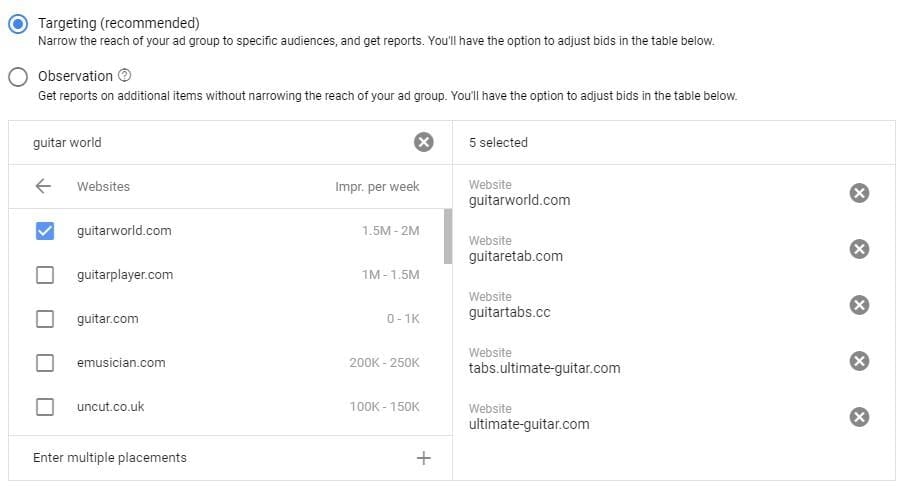 Targeting (recommended)
Narrow the reach of your ad group to specific audiences, and get reports. You'll have the option to adjust bids in the table below.
Observation
Get reports on additional items without narrowing the reach of your ad group. You'll have the option to adjust bids in the table below.
guitar world
5 selected
Websites Impr. per week
guitarworld.com 1.5M - 2M
guitarplayer.com 1M - 1.5M
guitar.com 0 - 1K
emusician.com 200K - 250K
uncut.co.uk 100K - 150K
Enter multiple placements
Website
guitarworld.com
Website
guitaretab.com
Website
guitartabs.cc
Website
tabs.ultimate-guitar.com
Website
ultimate-guitar.com